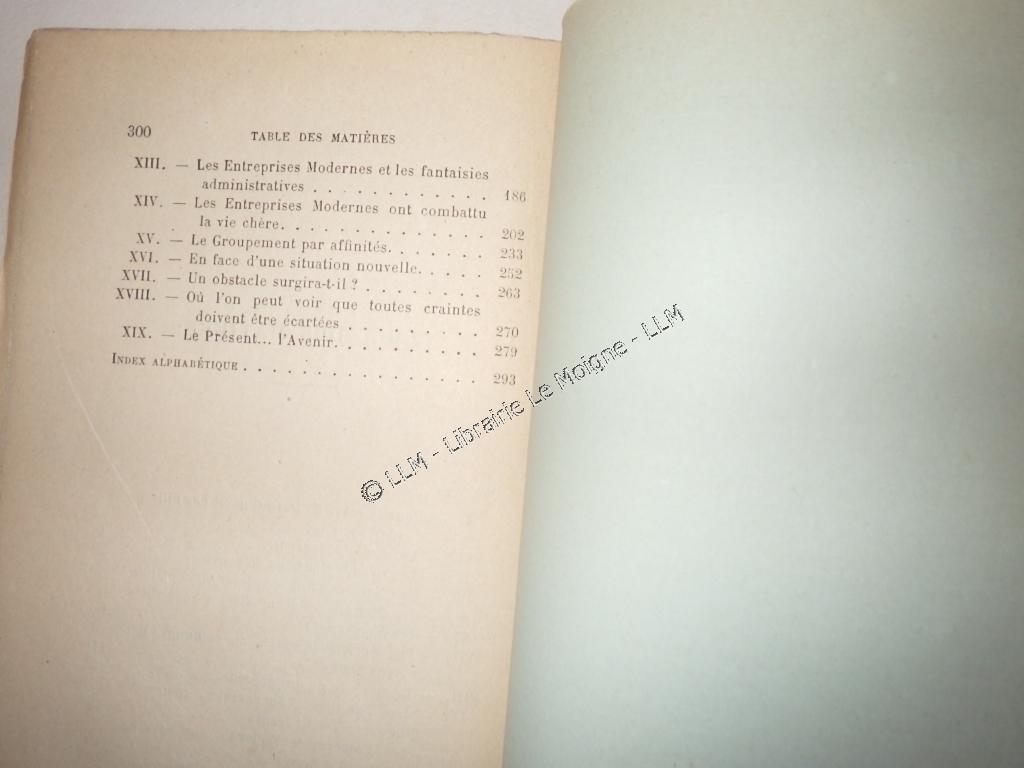 300
TABLE DES MATIÈRES
XIII. — Les Entreprises Modernes et les fantaisies
administratives . . . . . . . . . . . . 186
XIV. — Les Entreprises Modernes ont combattu
la vie chère. . . . . . . . . . . . . . . 202
XV. — Le Groupement par affinités. . . . . . . 233
XVI. — En face d'une situation nouvelle. . . . . 252
XVII. — Un obstacle surgira-t-il ? . . . . . . . . 263
XVIII. — Où l'on peut voir que toutes craintes
doivent être écartées . . . . . . . . . 270
XIX. — Le Présent... l'Avenir. . . . . . . . . . 279
INDEX ALPHABÉTIQUE . . . . . . . . . . . . . . . . 293
© LLM - Librairie Le Moigne - LLM